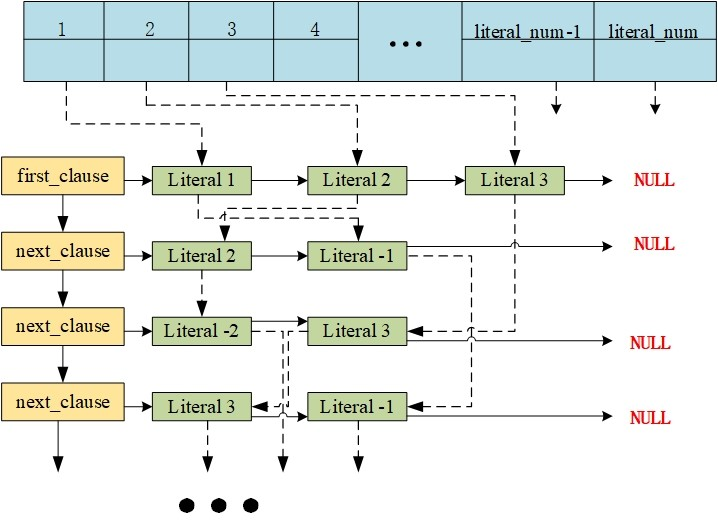 1 2 3 4 ... literal_num-1 literal_num
first_clause Literal 1 Literal 2 Literal 3 NULL
next_clause Literal 2 Literal -1 NULL
next_clause Literal -2 Literal 3 NULL
next_clause Literal 3 Literal -1 NULL